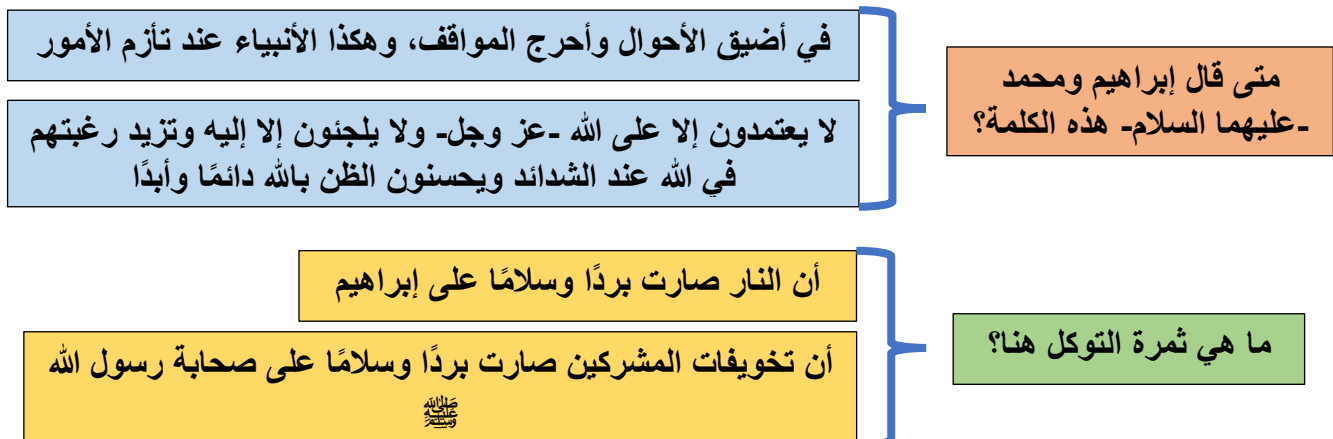 متى قال إبراهيم ومحمد
-عليهما السلام- هذه الكلمة؟
في أضيق الأحوال وأحرج المواقف، وهكذا الأنبياء عند تأزم الأمور
لا يعتمدون إلا على الله -عز وجل- ولا يلجئون إلا إليه وتزيد رغبتهم
في الله عند الشدائد ويحسنون الظن بالله دائمًا وأبدًا
ما هي ثمرة التوكل هنا؟
أن النار صارت بردًا وسلامًا على إبراهيم
أن تخويفات المشركين صارت بردًا وسلامًا على صحابة رسول الله
ﷺ